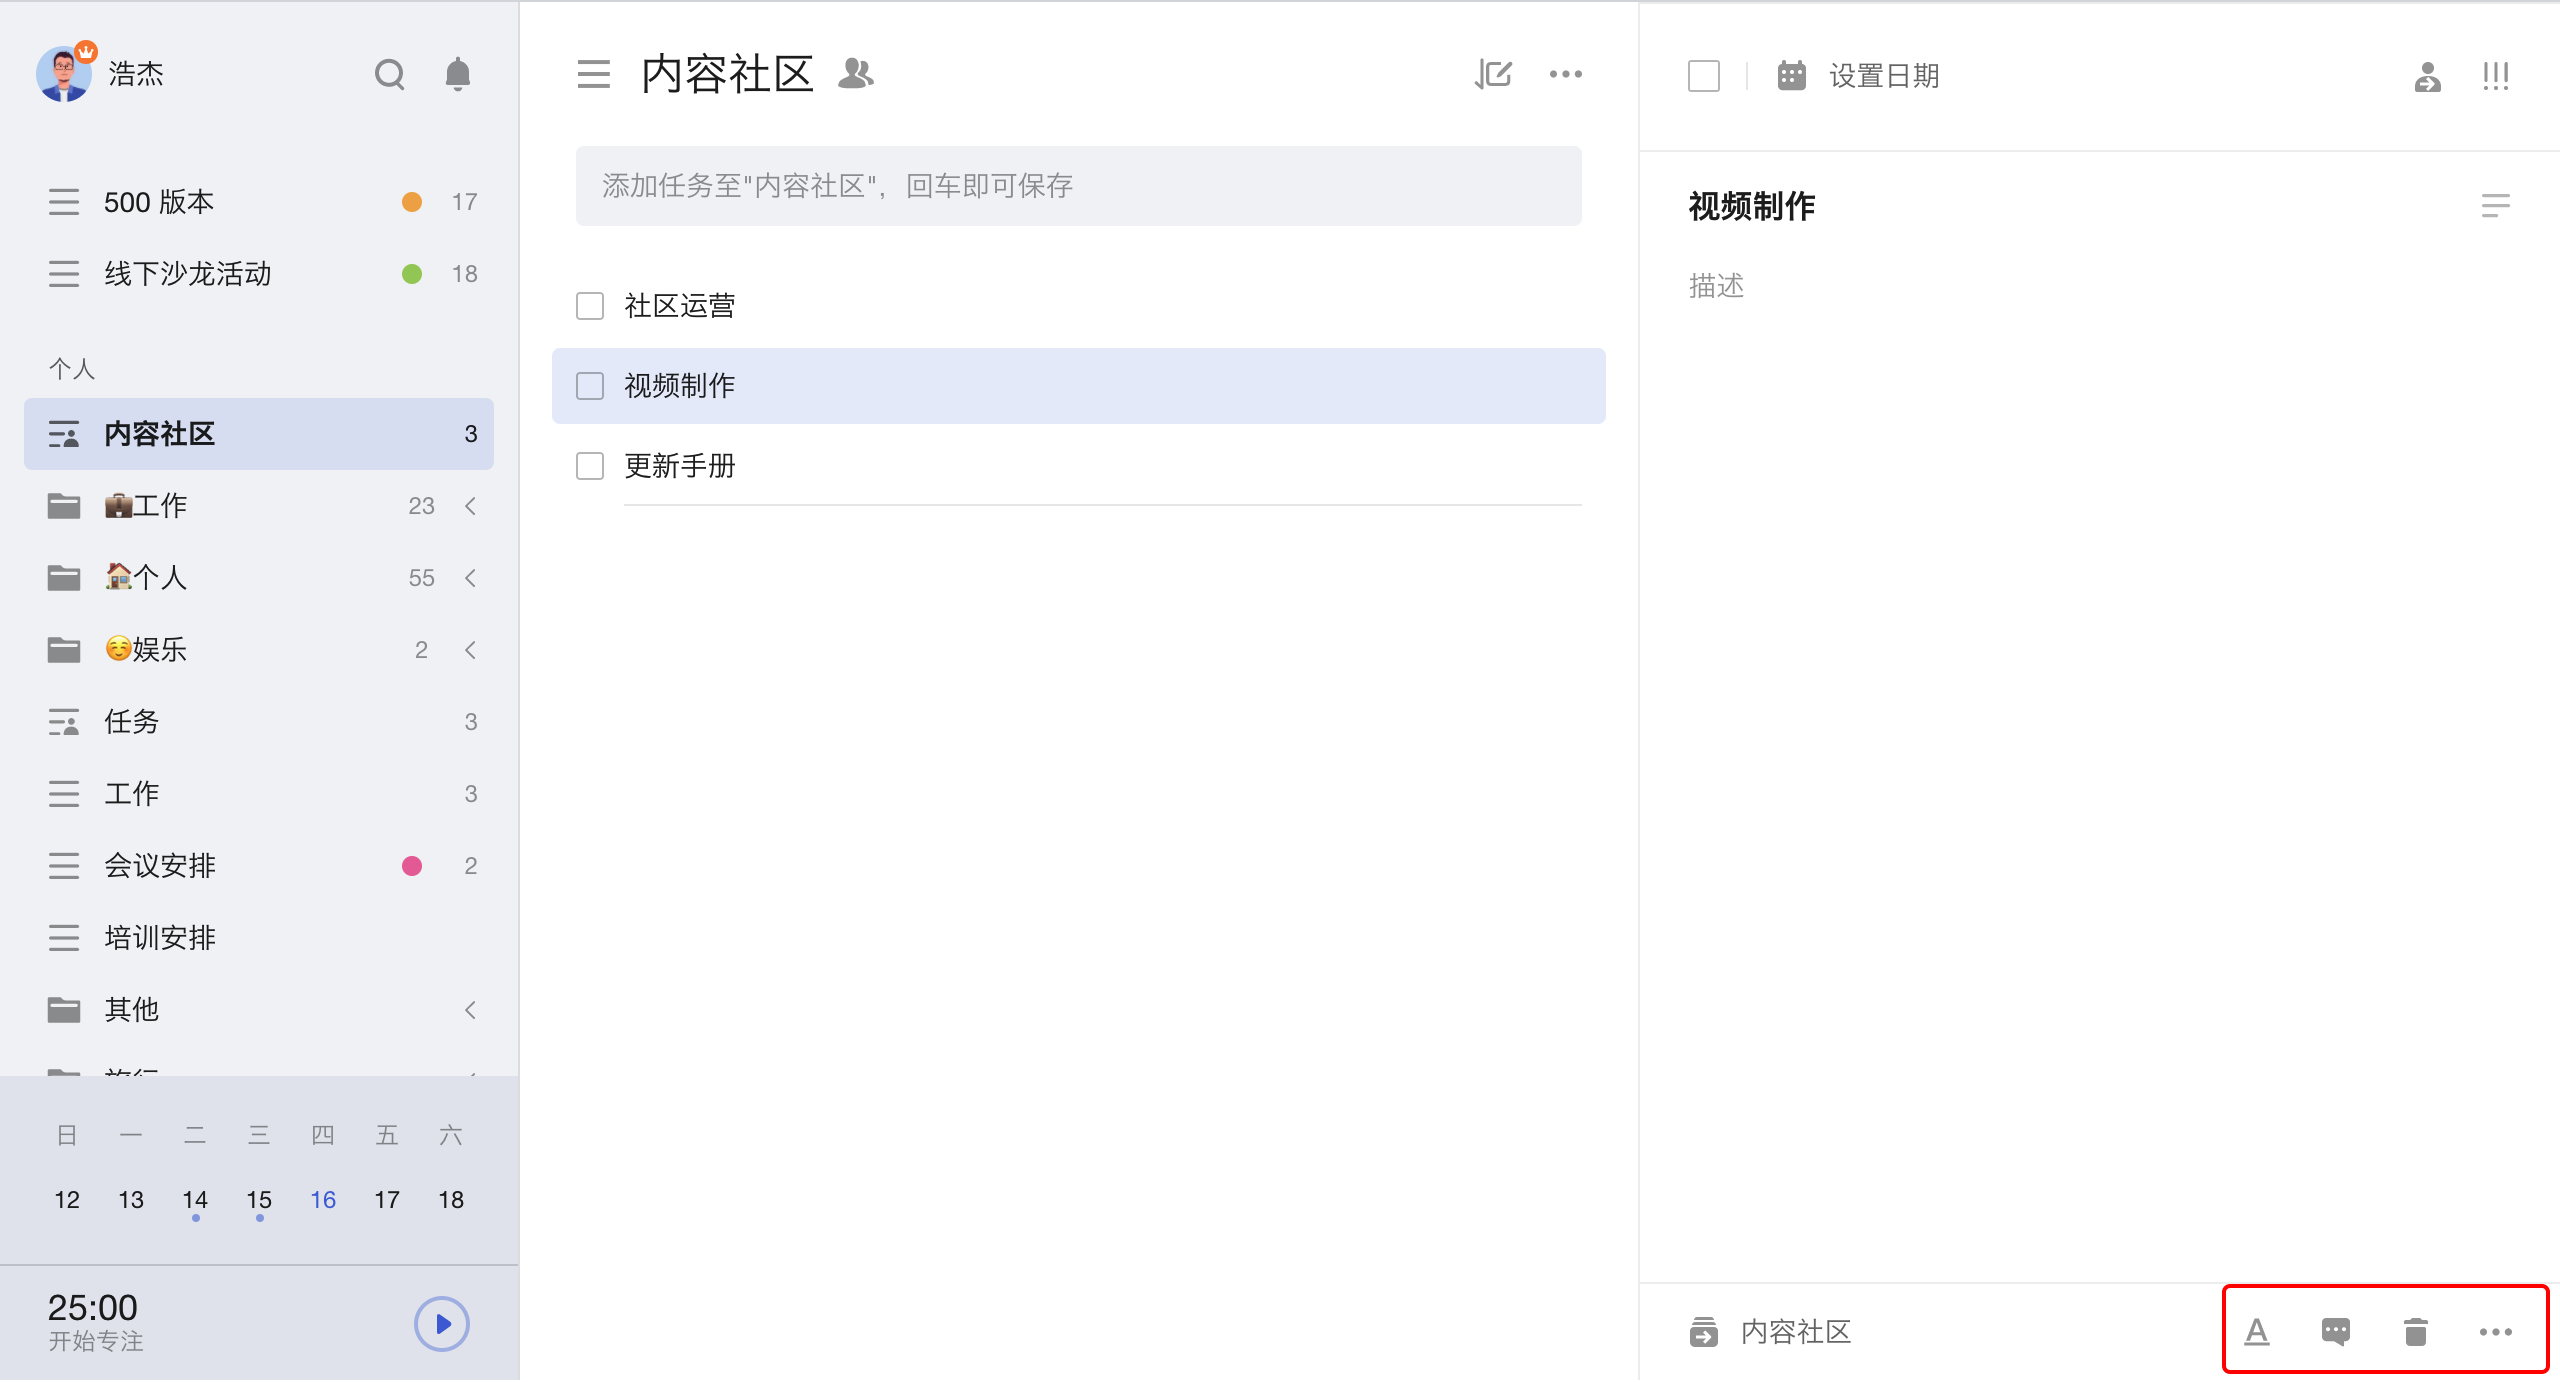 浩杰
500 版本 17
线下沙龙活动 18
个人
内容社区 3
工作 23
个人 55
娱乐 2
任务 3
工作 3
会议安排 2
培训安排
其他
日 一 二 三 四 五 六
12 13 14 15 16 17 18
25:00
开始专注
内容社区
添加任务至"内容社区"，回车即可保存
社区运营
视频制作
更新手册
设置日期
视频制作
描述
内容社区
A